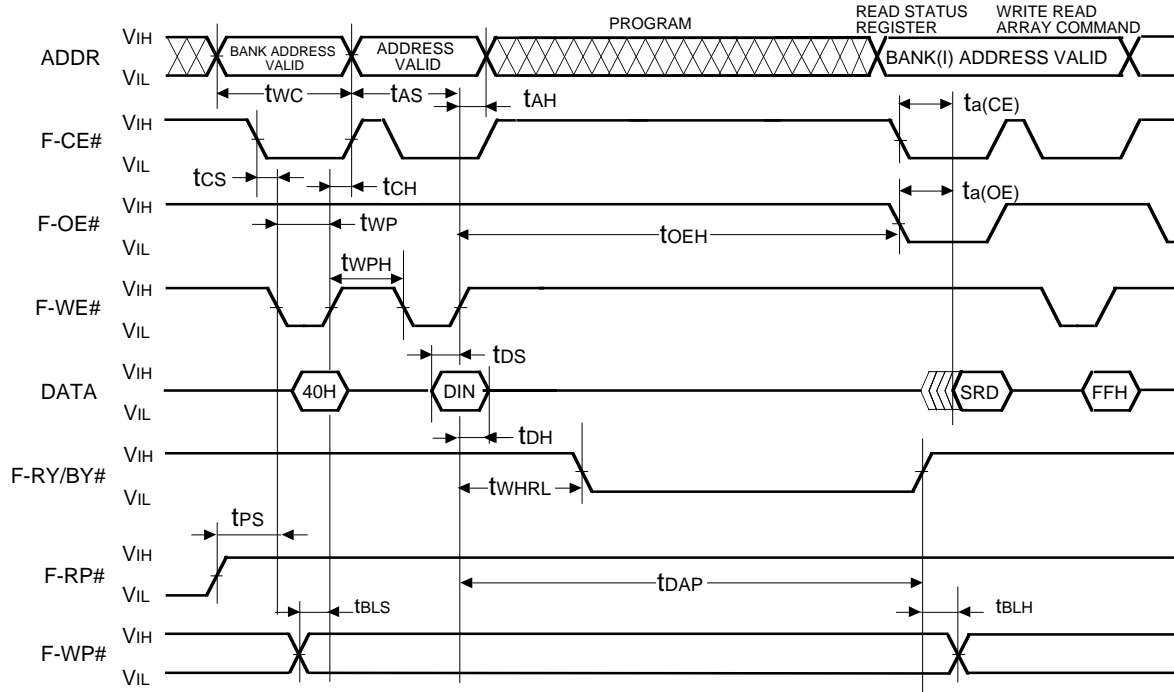 PROGRAM
READ STATUS
REGISTER
WRITE READ
ARRAY COMMAND
ADDR
VIH
VIL
BANK ADDRESS
VALID
ADDRESS
VALID
BANK(I) ADDRESS VALID
tWC
tAS
tAH
ta(CE)
F-CE#
VIH
VIL
tCS
tCH
F-OE#
VIH
VIL
tWP
ta(OE)
tOEH
F-WE#
VIH
VIL
tWPH
tDS
DATA
VIH
VIL
40H
DIN
SRD
FFH
tDH
F-RY/BY#
VIH
VIL
tWHRL
tPS
F-RP#
VIH
VIL
tDAP
tBLS
tBLH
F-WP#
VIH
VIL